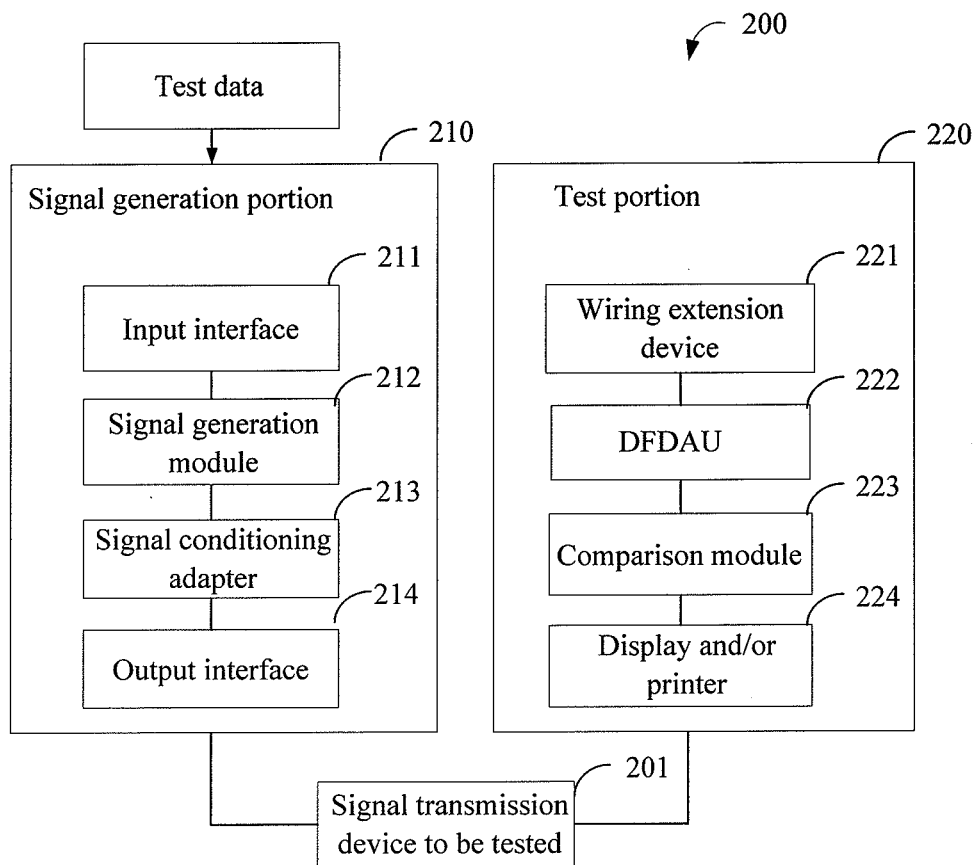 200
Test data
210
Signal generation portion
211
Input interface
212
Signal generation
module
213
Signal conditioning
adapter
214
Output interface
220
Test portion
221
Wiring extension
device
222
DFDAU
223
Comparison module
224
Display and/or
printer
201
Signal transmission
device to be tested